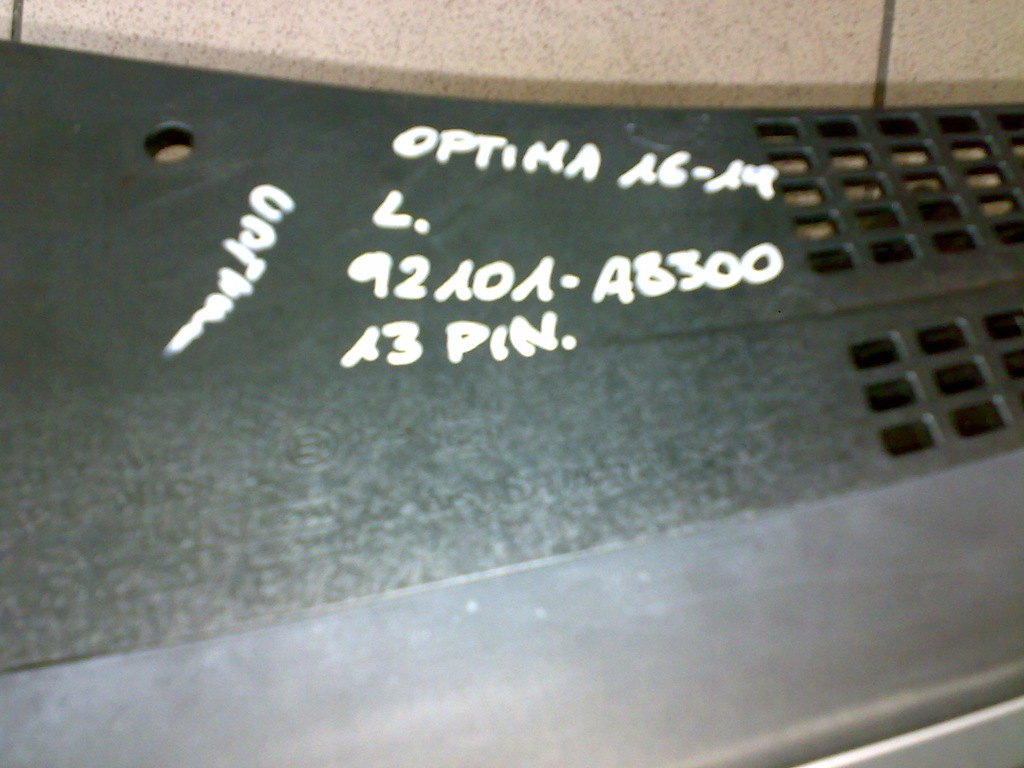 OPTIMA 16-19
L.
92101-A8300
13 PIN.